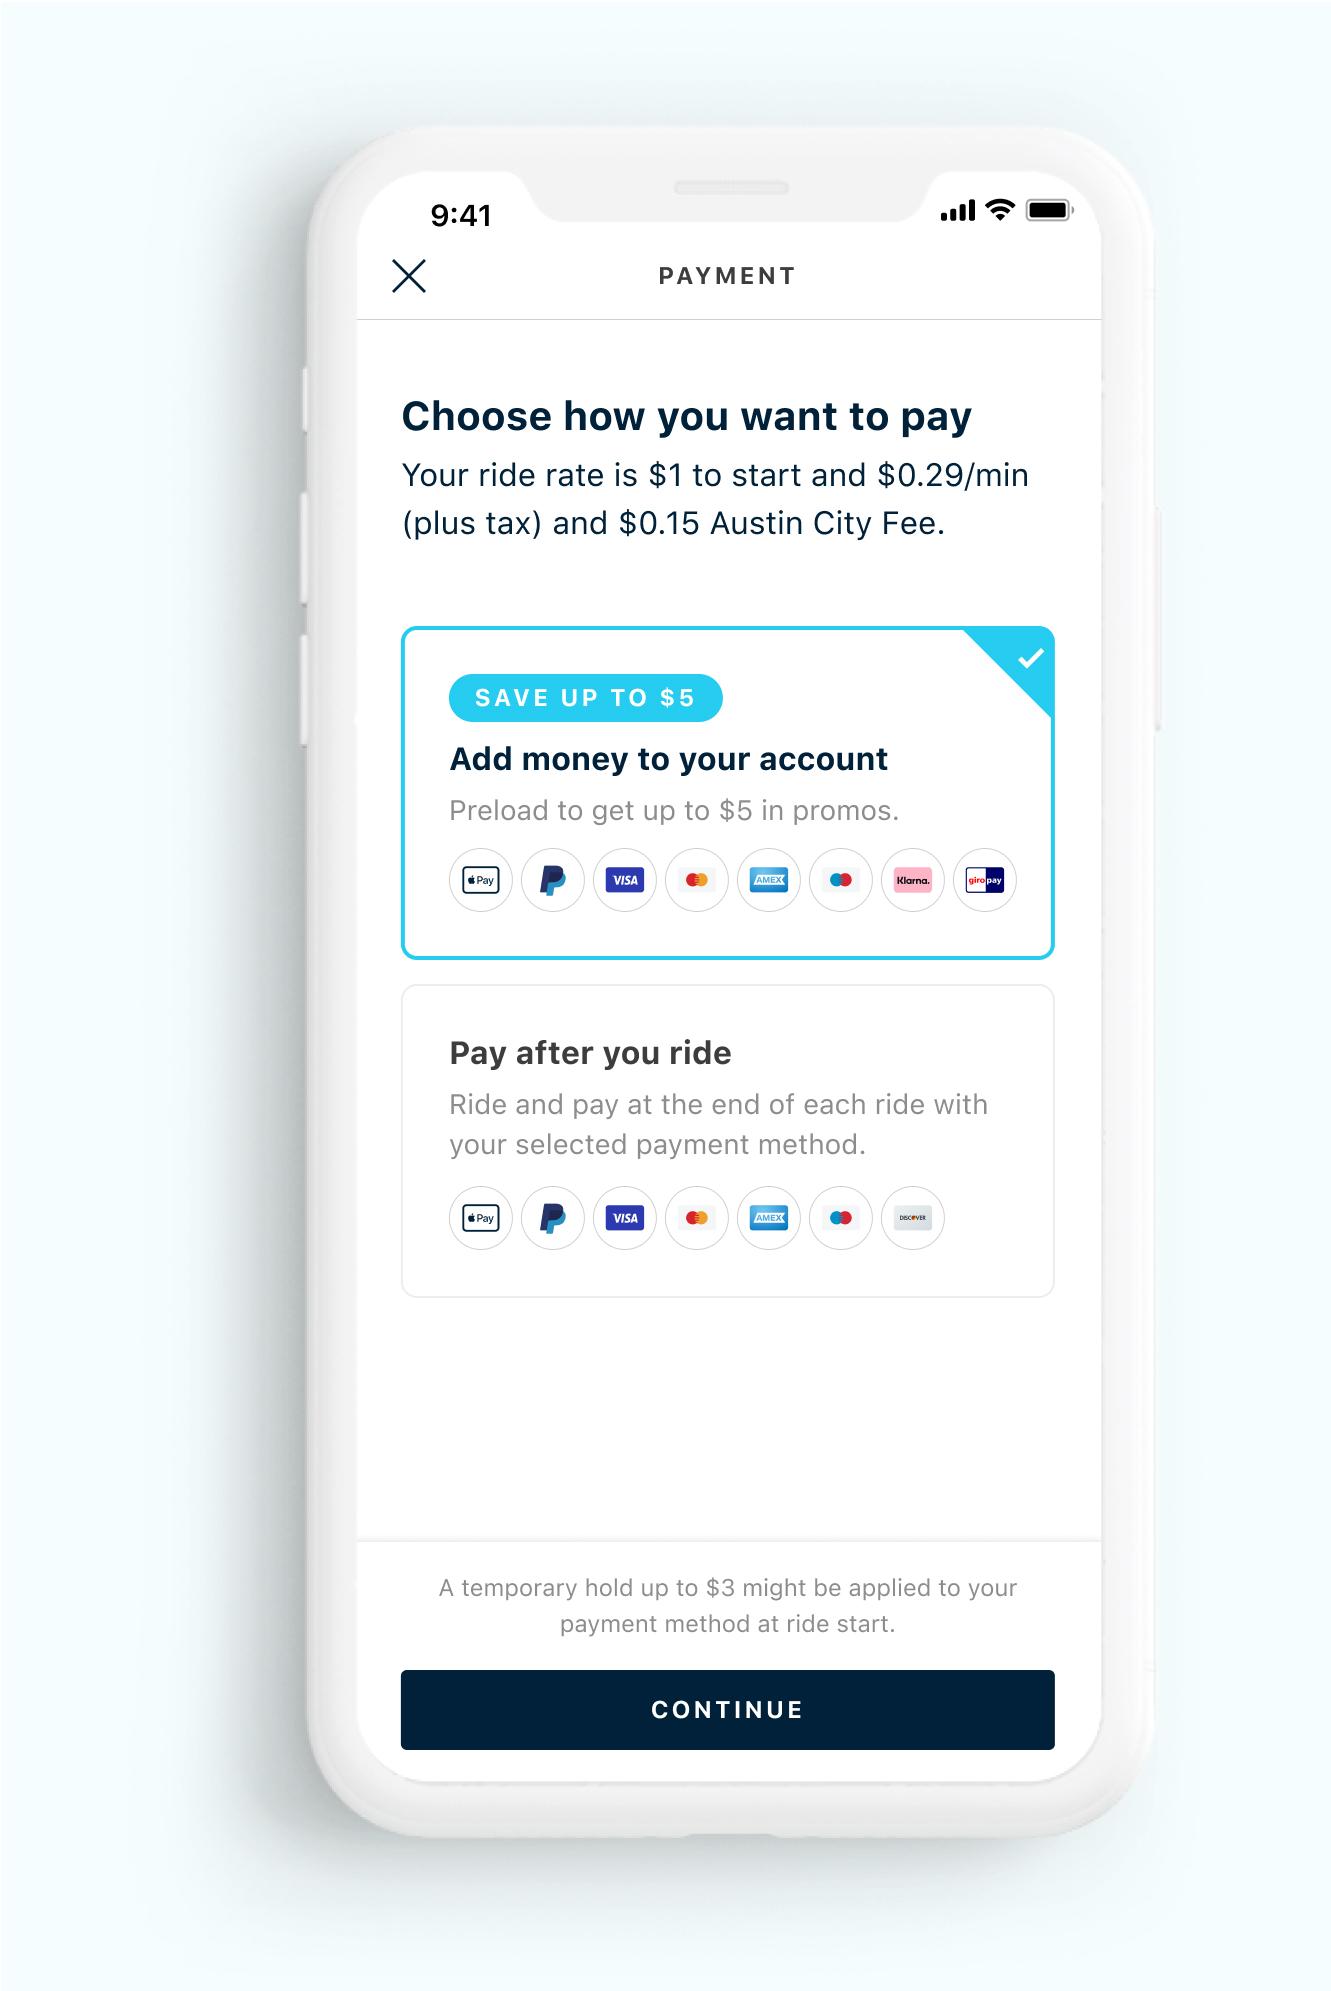 9:41
PAYMENT
Choose how you want to pay
Your ride rate is $1 to start and $0.29/min
(plus tax) and $0.15 Austin City Fee.
SAVE UP TO $5
Add money to your account
Preload to get up to $5 in promos.
Pay VISA AMEX Klarna. giropay
Pay after you ride
Ride and pay at the end of each ride with
your selected payment method.
Pay VISA AMEX DISCOVER
A temporary hold up to $3 might be applied to your
payment method at ride start.
CONTINUE